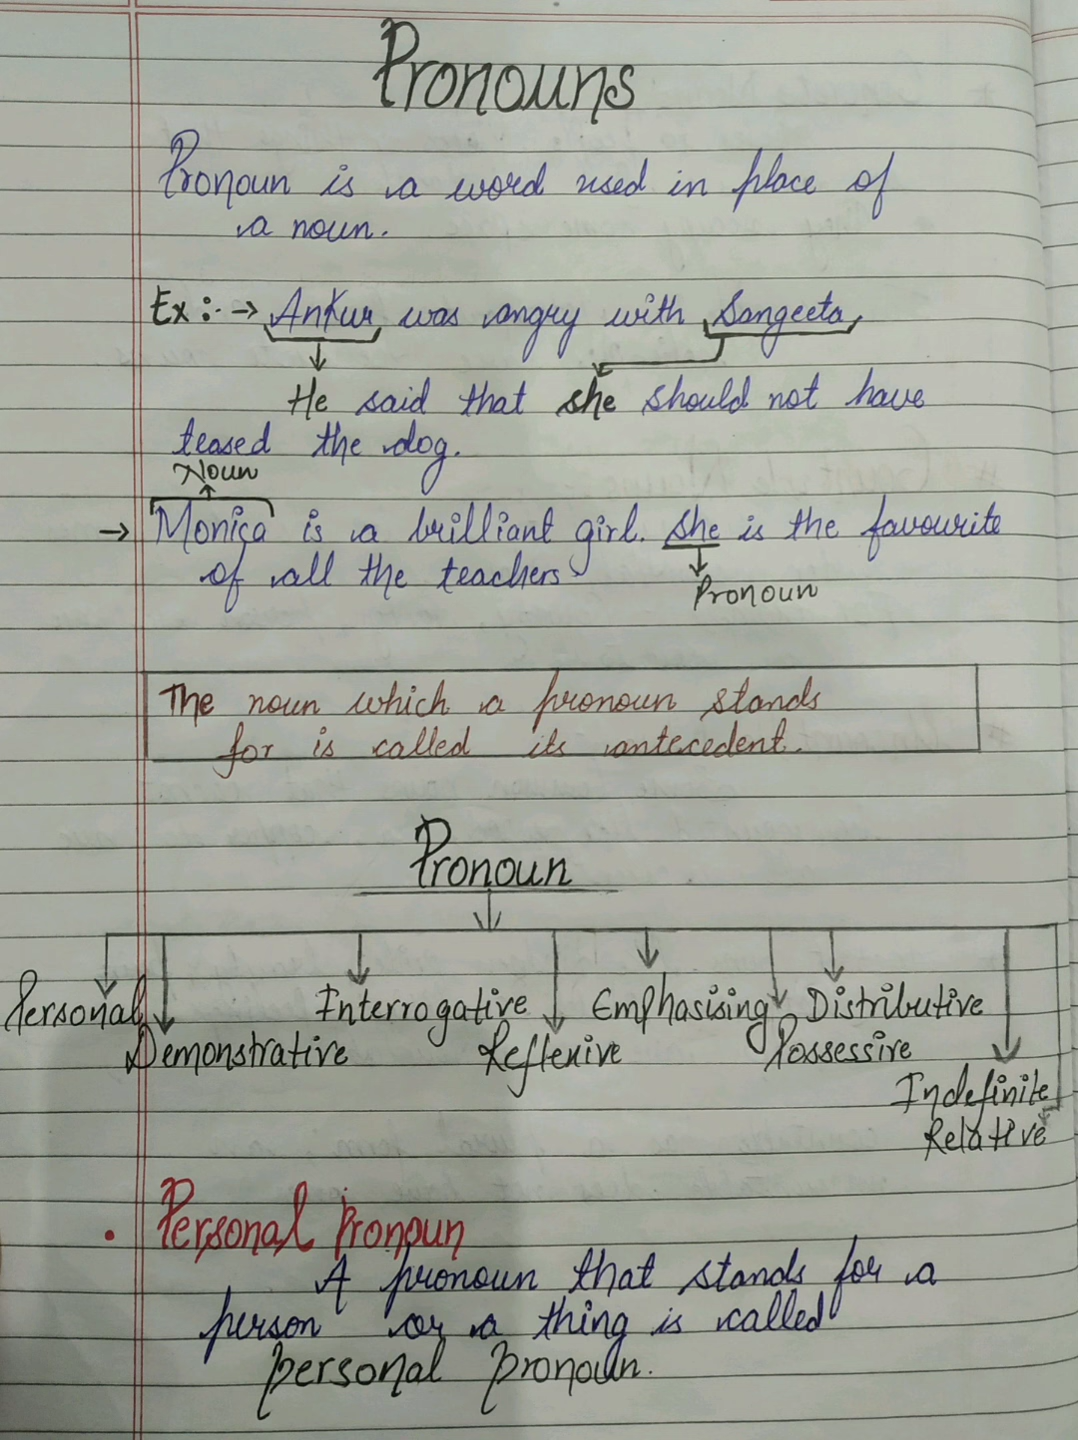 Pronouns
Pronoun is a word used in place of
a noun.
Ex :- → Ankur was angry with Sangeeta,
He said that she should not have
teased the dog.
Noun
→ Monica is a brilliant girl. She is the favourite
of all the teachers
Pronoun
The noun which a pronoun stands
for is called its antecedent.
Pronoun
Personal Interrogative Emphasising Distributive
Demonstrative Reflexive Possessive
Indefinite
Relative
• Personal Pronoun
A pronoun that stands for a
person or a thing is called
personal pronoun.